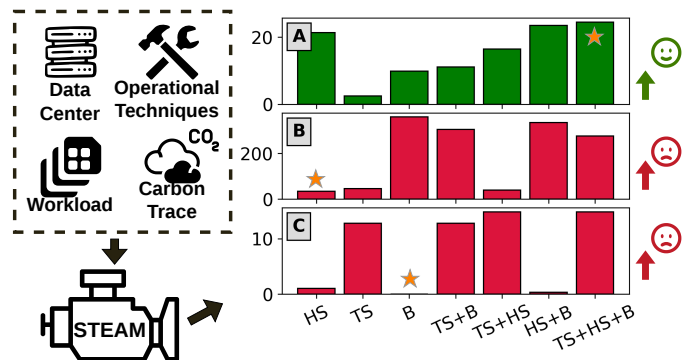 Data
Center
Operational
Techniques
CO₂
Workload
Carbon
Trace
STEAM
A
20
0
B
200
0
C
10
0
HS
TS
B
TS+B
TS+HS
HS+B
TS+HS+B